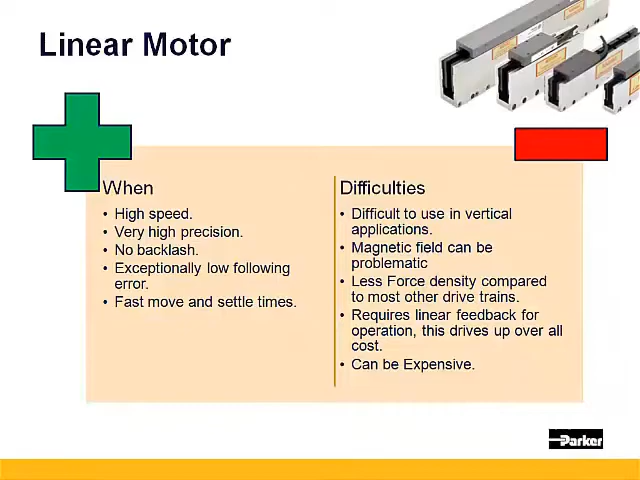 Linear Motor
When
• High speed.
• Very high precision.
• No backlash.
• Exceptionally low following
error.
• Fast move and settle times.
Difficulties
• Difficult to use in vertical
applications.
• Magnetic field can be
problematic
• Less Force density compared
to most other drive trains.
• Requires linear feedback for
operation, this drives up over all
cost.
• Can be Expensive.
Parker